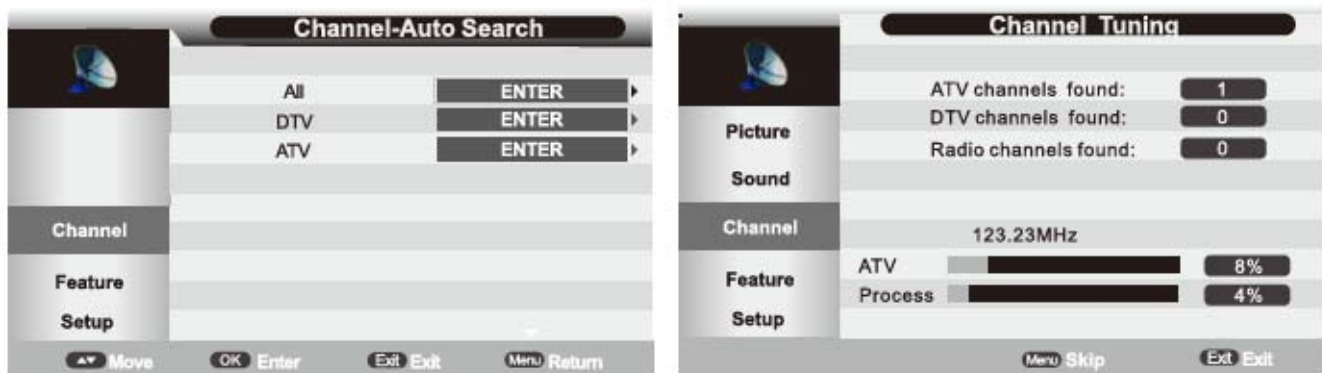 Channel-Auto Search
All ENTER
DTV ENTER
ATV ENTER
Channel
Feature
Setup
Move OK Enter Exit Exit Menu Return
Channel Tuning
ATV channels found: 1
DTV channels found: 0
Picture
Radio channels found: 0
Sound
Channel
123.23MHz
ATV 8%
Feature
Process 4%
Setup
Menu Skip Exit Exit